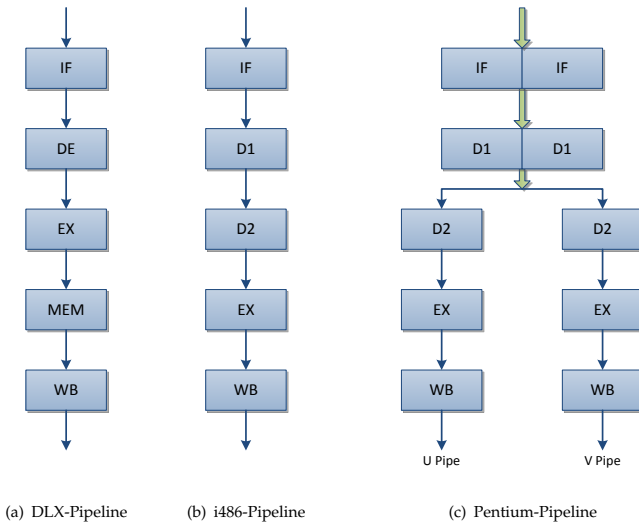 IF IF IF IF
DE D1 D1 D1
EX D2 D2 D2
MEM EX EX EX
WB WB WB WB
U Pipe V Pipe
(a) DLX-Pipeline (b) i486-Pipeline (c) Pentium-Pipeline